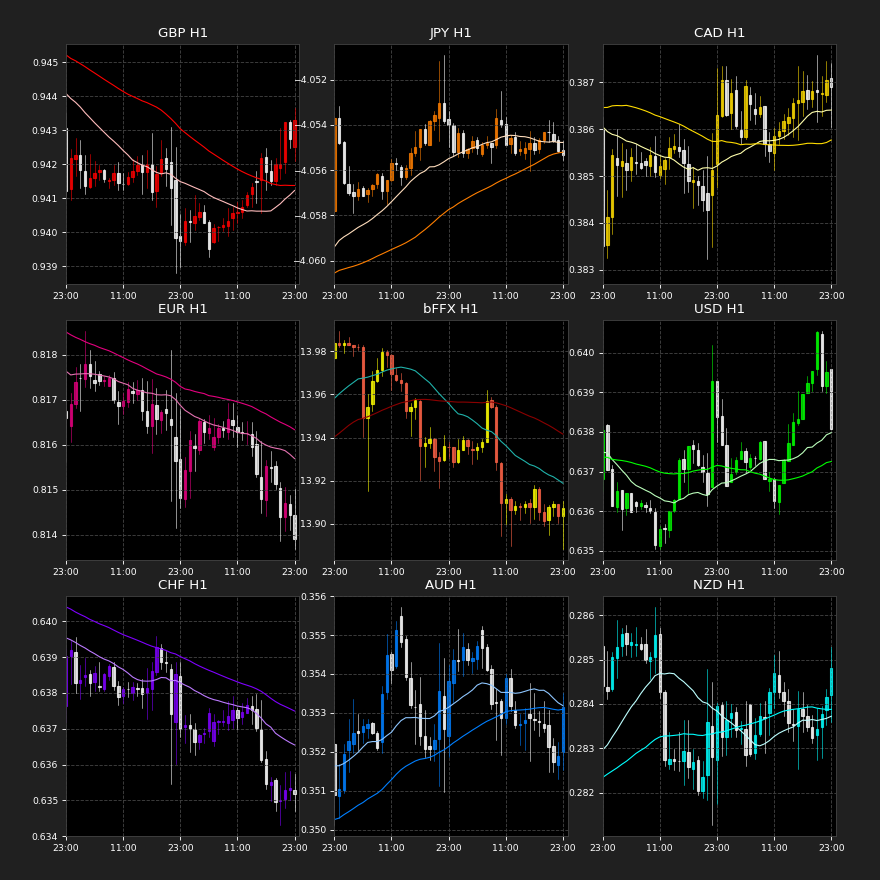 GBP H1
0.945
0.944
0.943
0.942
0.941
0.940
0.939
23:00 11:00 23:00 11:00 23:00
JPY H1
−4.052
−4.054
−4.056
−4.058
−4.060
23:00 11:00 23:00 11:00 23:00
CAD H1
0.387
0.386
0.385
0.384
0.383
23:00 11:00 23:00 11:00 23:00
EUR H1
0.818
0.817
0.816
0.815
0.814
23:00 11:00 23:00 11:00 23:00
bFFX H1
13.98
13.96
13.94
13.92
13.90
23:00 11:00 23:00 11:00 23:00
USD H1
0.640
0.639
0.638
0.637
0.636
0.635
23:00 11:00 23:00 11:00 23:00
CHF H1
0.640
0.639
0.638
0.637
0.636
0.635
0.634
23:00 11:00 23:00 11:00 23:00
AUD H1
0.356
0.355
0.354
0.353
0.352
0.351
0.350
23:00 11:00 23:00 11:00 23:00
NZD H1
0.286
0.285
0.284
0.283
0.282
23:00 11:00 23:00 11:00 23:00